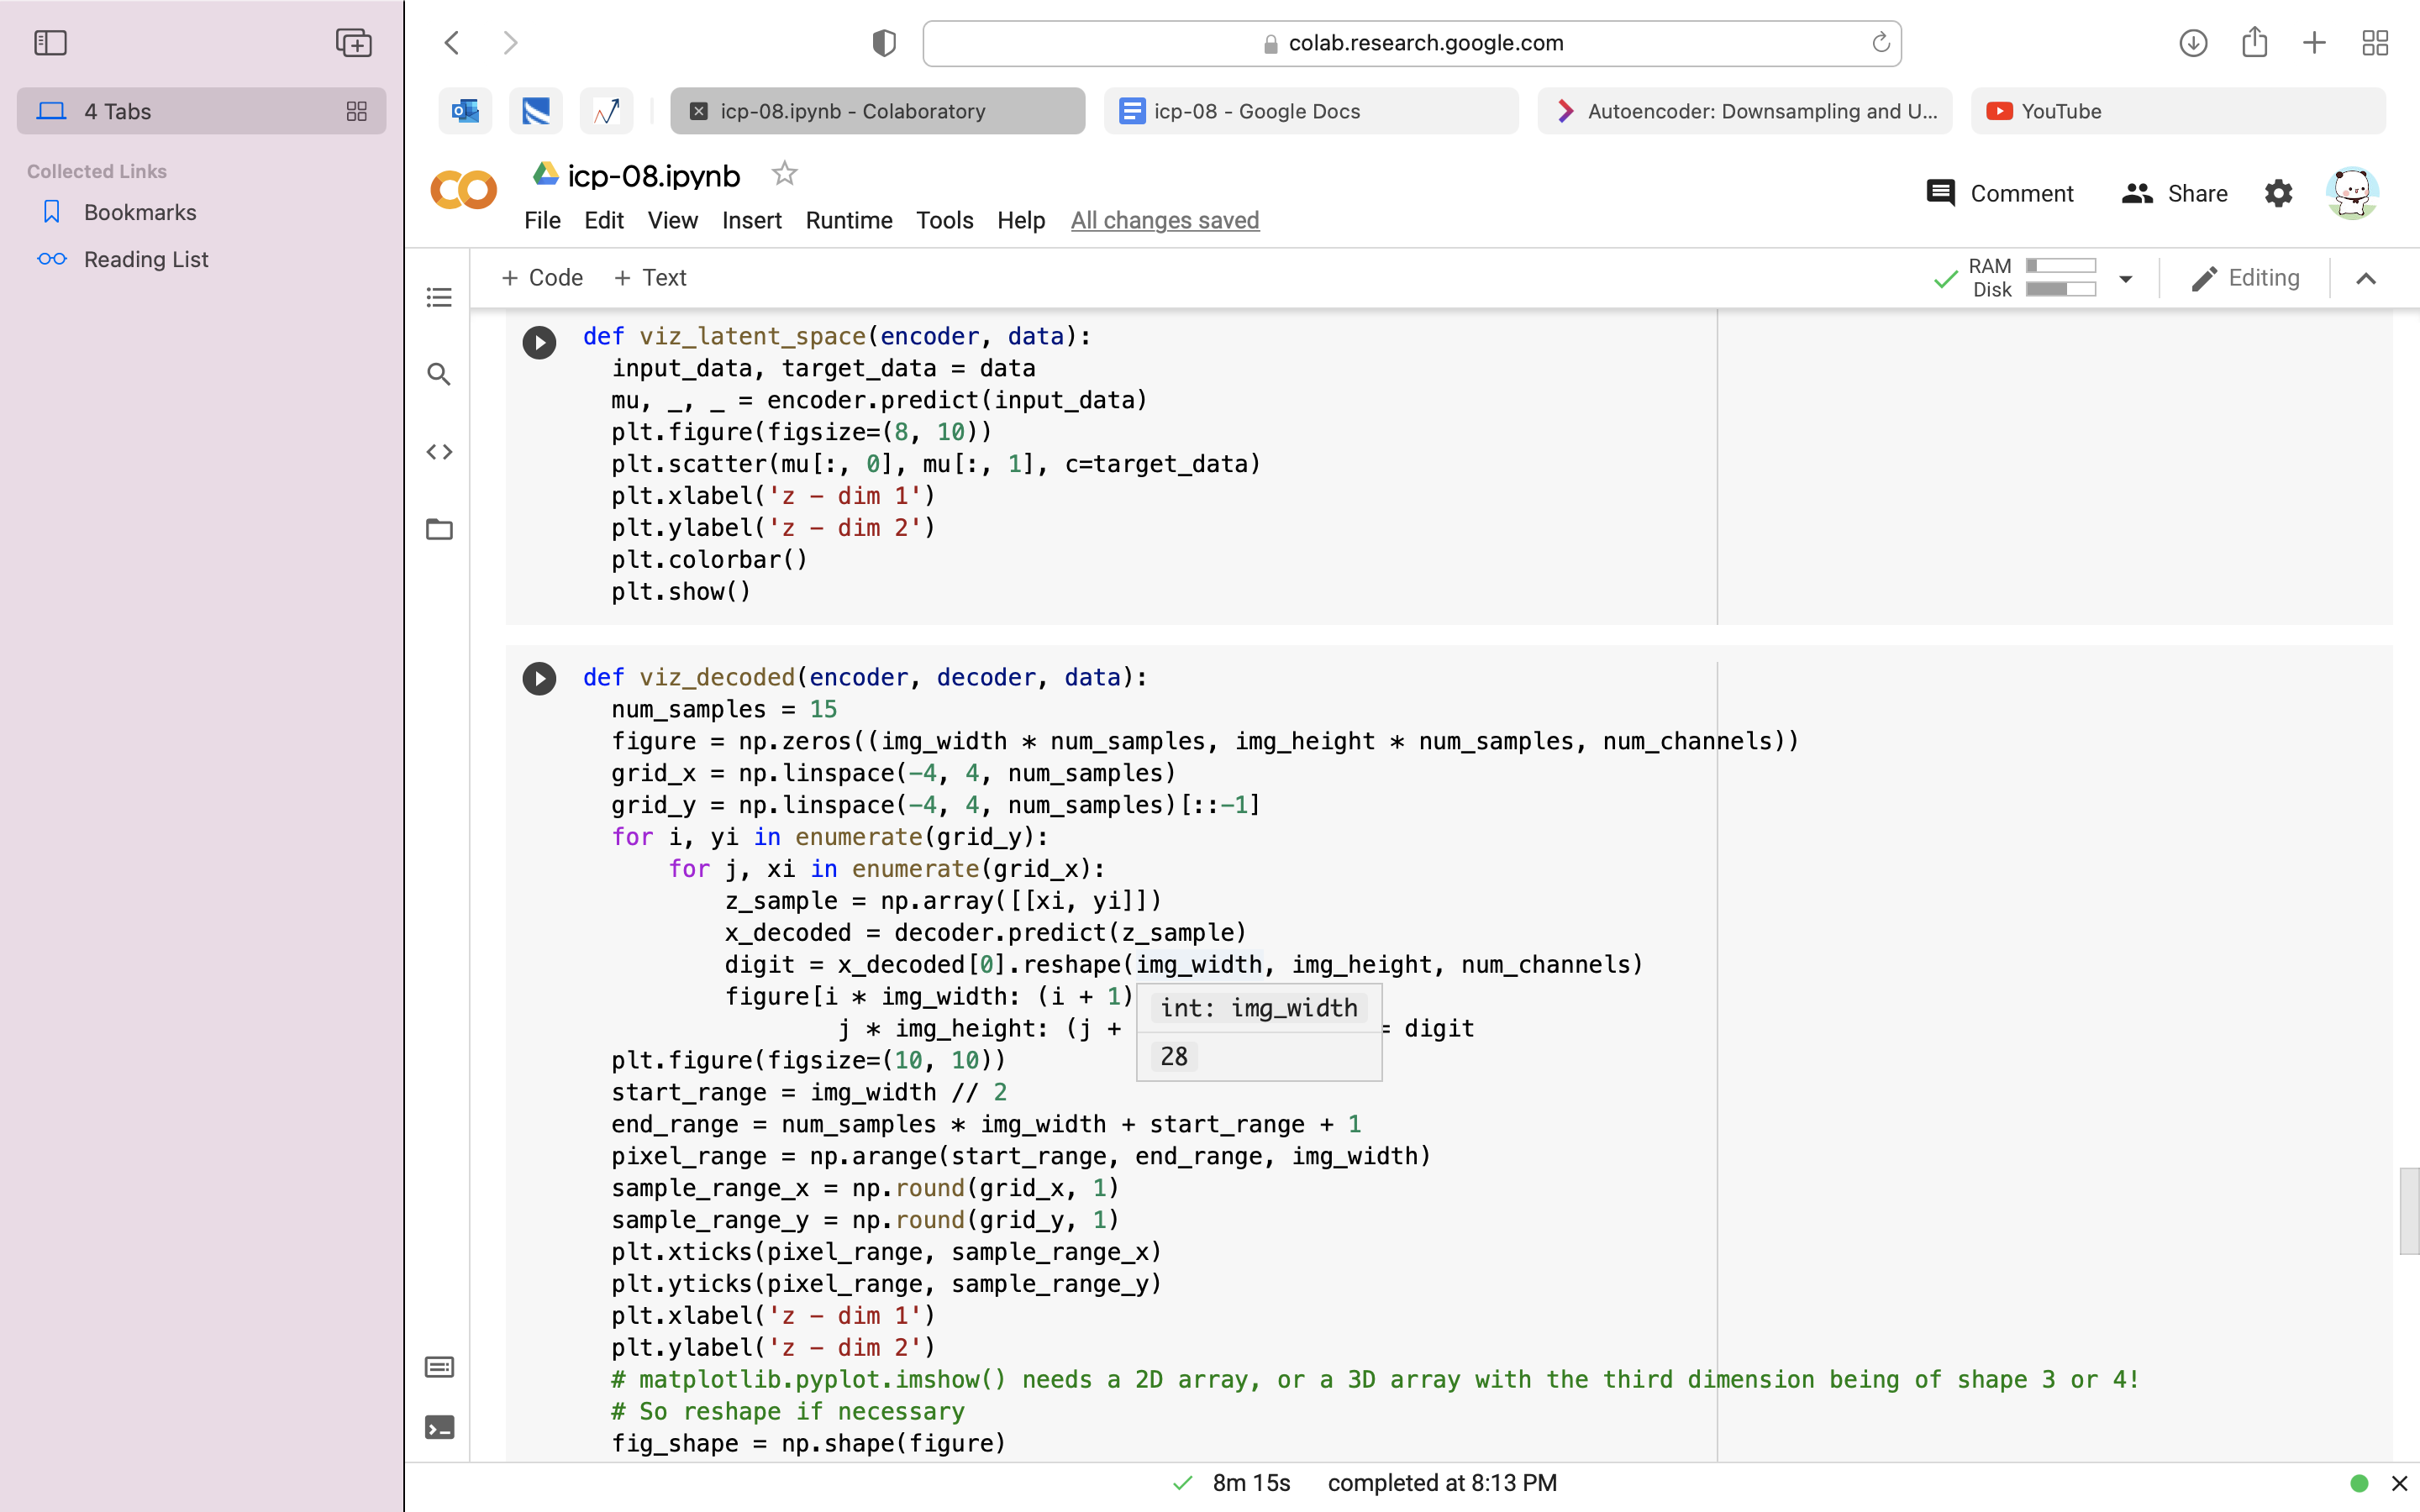 4 Tabs
Collected Links
Bookmarks
Reading List
colab.research.google.com
icp-08.ipynb - Colaboratory
icp-08 - Google Docs
Autoencoder: Downsampling and U...
YouTube
icp-08.ipynb
File Edit View Insert Runtime Tools Help All changes saved
Comment
Share
+ Code + Text
RAM
Disk
Editing
def viz_latent_space(encoder, data):
  input_data, target_data = data
  mu, _, _ = encoder.predict(input_data)
  plt.figure(figsize=(8, 10))
  plt.scatter(mu[:, 0], mu[:, 1], c=target_data)
  plt.xlabel('z - dim 1')
  plt.ylabel('z - dim 2')
  plt.colorbar()
  plt.show()
def viz_decoded(encoder, decoder, data):
  num_samples = 15
  figure = np.zeros((img_width * num_samples, img_height * num_samples, num_channels))
  grid_x = np.linspace(-4, 4, num_samples)
  grid_y = np.linspace(-4, 4, num_samples)[::-1]
  for i, yi in enumerate(grid_y):
      for j, xi in enumerate(grid_x):
          z_sample = np.array([[xi, yi]])
          x_decoded = decoder.predict(z_sample)
          digit = x_decoded[0].reshape(img_width, img_height, num_channels)
          figure[i * img_width: (i + 1)
                  j * img_height: (j + = digit
int: img_width
28
  plt.figure(figsize=(10, 10))
  start_range = img_width // 2
  end_range = num_samples * img_width + start_range + 1
  pixel_range = np.arange(start_range, end_range, img_width)
  sample_range_x = np.round(grid_x, 1)
  sample_range_y = np.round(grid_y, 1)
  plt.xticks(pixel_range, sample_range_x)
  plt.yticks(pixel_range, sample_range_y)
  plt.xlabel('z - dim 1')
  plt.ylabel('z - dim 2')
  # matplotlib.pyplot.imshow() needs a 2D array, or a 3D array with the third dimension being of shape 3 or 4!
  # So reshape if necessary
  fig_shape = np.shape(figure)
8m 15s completed at 8:13 PM